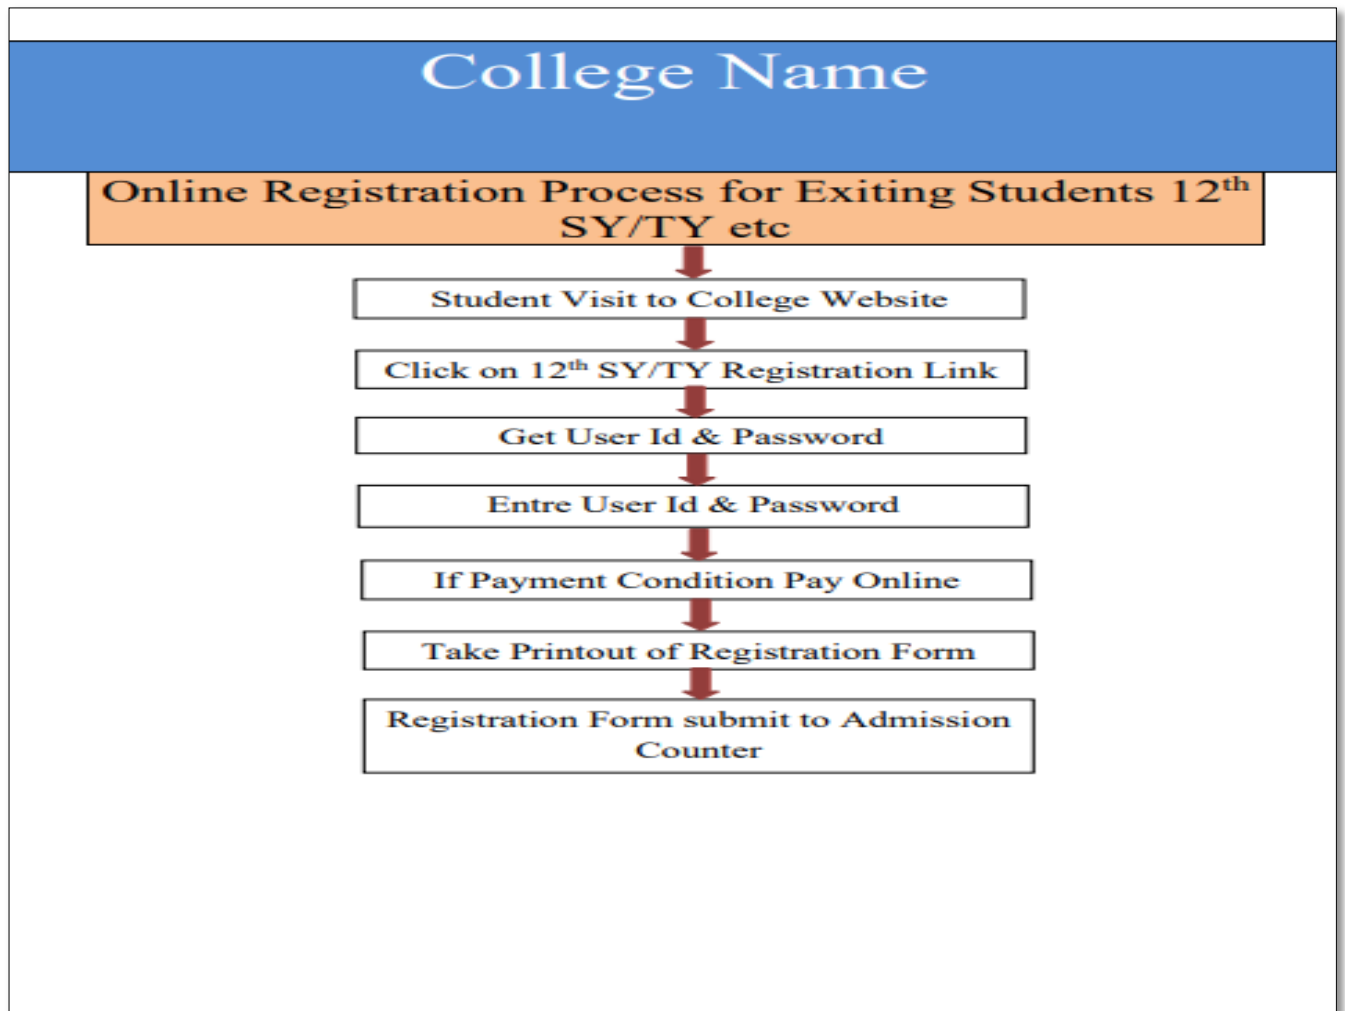 College Name
Online Registration Process for Exiting Students 12th
SY/TY etc
Student Visit to College Website
Click on 12th SY/TY Registration Link
Get User Id & Password
Entre User Id & Password
If Payment Condition Pay Online
Take Printout of Registration Form
Registration Form submit to Admission
Counter